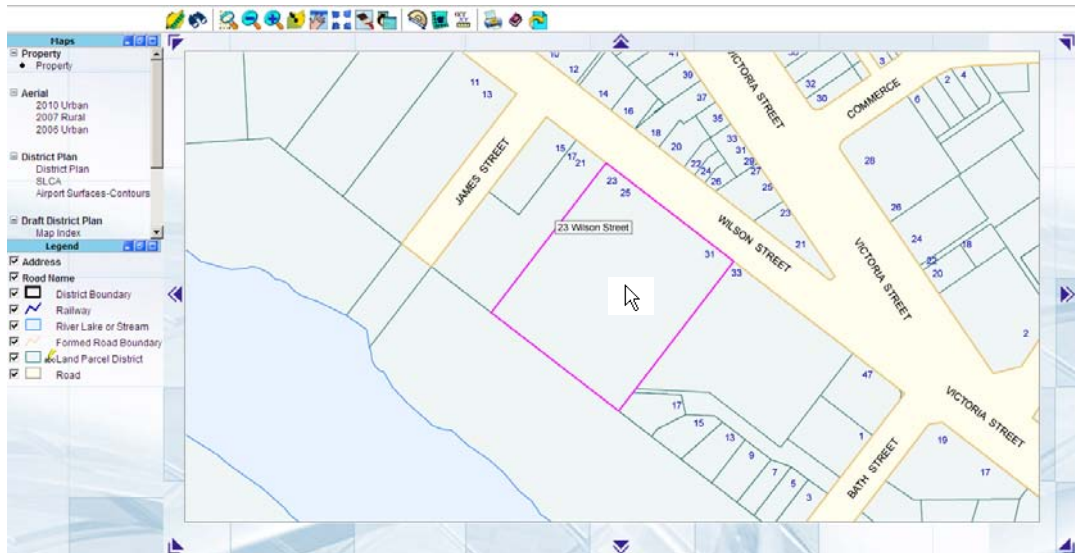 Maps
Property
Property
Aerial
2010 Urban
2007 Rural
2006 Urban
District Plan
District Plan
SLCA
Airport Surfaces-Contours
Draft District Plan
Map Index
Legend
Address
Road Name
District Boundary
Railway
River Lake or Stream
Formed Road Boundary
Land Parcel District
Road
10
12
14
16
18
20
22
24
26
11
13
15
17
21
23
25
31
33
23 Wilson Street
JAMES STREET
WILSON STREET
41
39
37
35
33
31
29
27
25
23
21
VICTORIA STREET
32
30
3
COMMERCE
2
4
6
28
26
24
22
20
18
2
VICTORIA STREET
VICTORIA STREET
47
1
BATH STREET
19
17
17
15
13
9
7
5
3